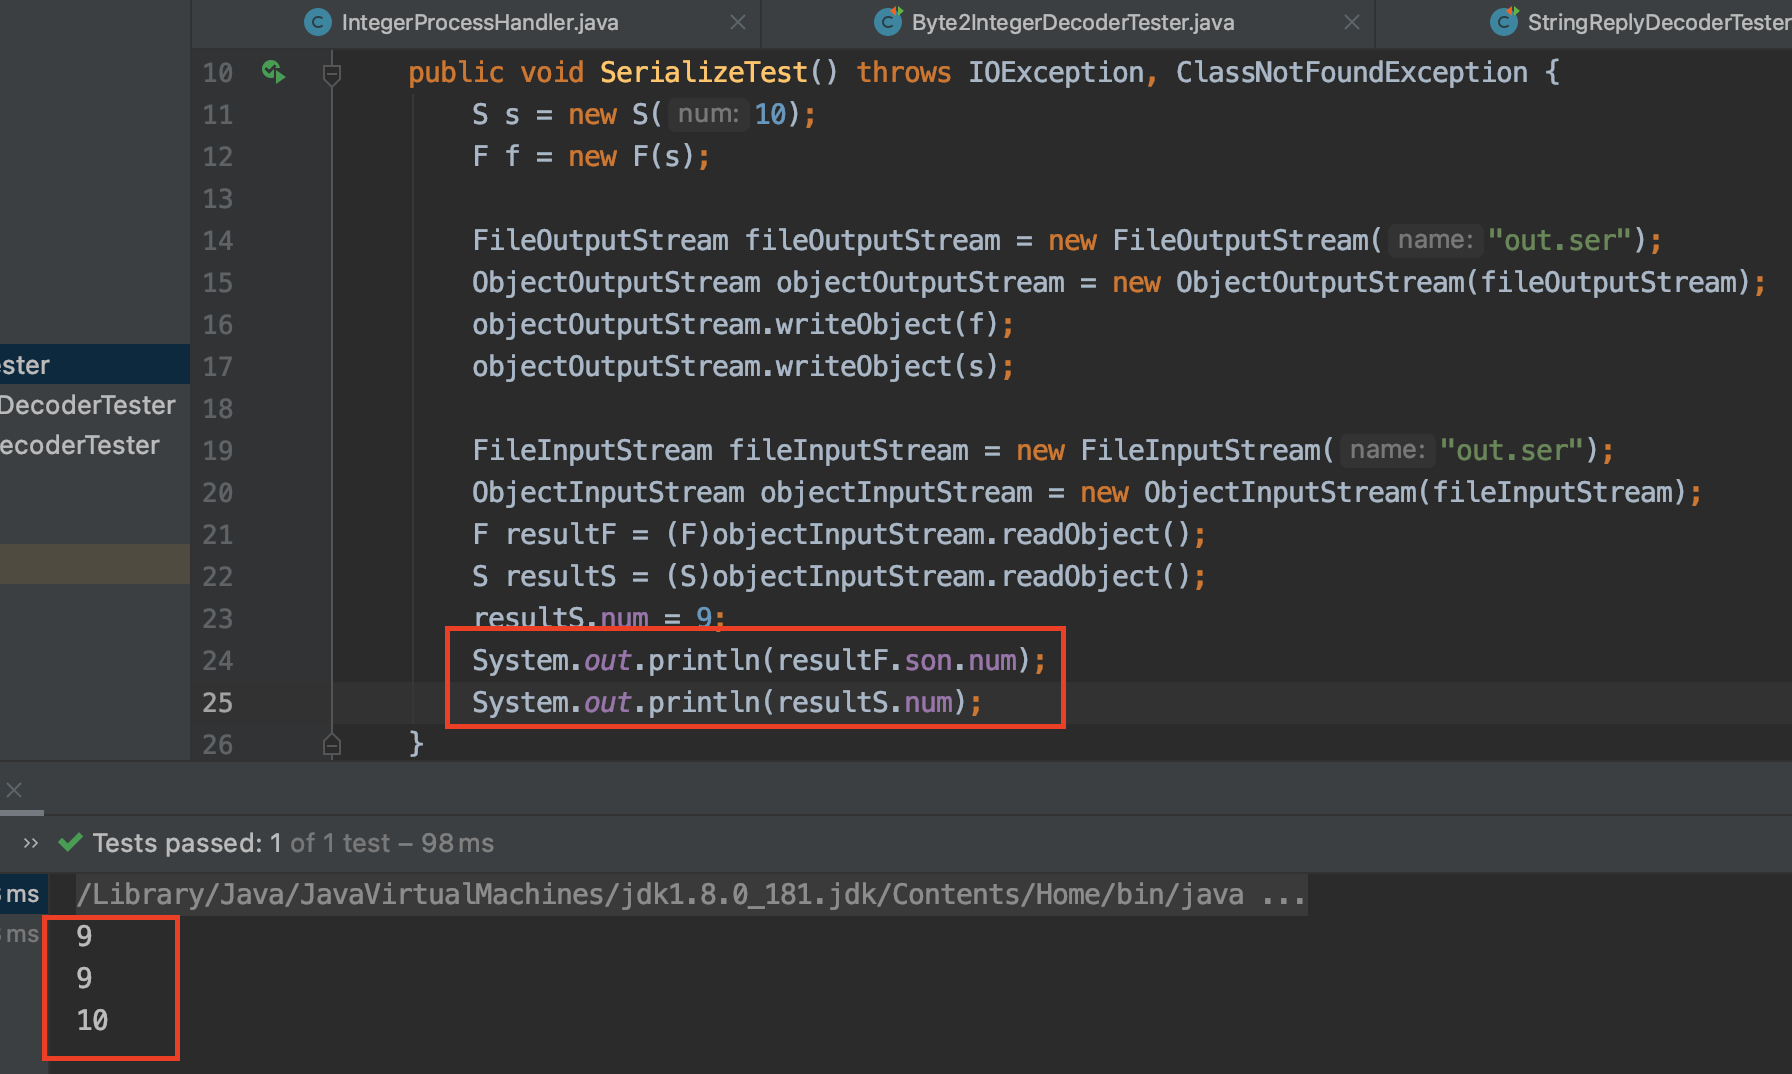 IntegerProcessHandler.java
Byte2IntegerDecoderTester.java
StringReplyDecoderTester
10 public void SerializeTest() throws IOException, ClassNotFoundException {
11 S s = new S( num: 10);
12 F f = new F(s);
13
14 FileOutputStream fileOutputStream = new FileOutputStream( name: "out.ser");
15 ObjectOutputStream objectOutputStream = new ObjectOutputStream(fileOutputStream);
16 objectOutputStream.writeObject(f);
17 objectOutputStream.writeObject(s);
18
19 FileInputStream fileInputStream = new FileInputStream( name: "out.ser");
20 ObjectInputStream objectInputStream = new ObjectInputStream(fileInputStream);
21 F resultF = (F)objectInputStream.readObject();
22 S resultS = (S)objectInputStream.readObject();
23 resultS.num = 9;
24 System.out.println(resultF.son.num);
25 System.out.println(resultS.num);
26 }
ester
DecoderTester
ecoderTester
» Tests passed: 1 of 1 test – 98 ms
ms /Library/Java/JavaVirtualMachines/jdk1.8.0_181.jdk/Contents/Home/bin/java ...
ms 9
9
10